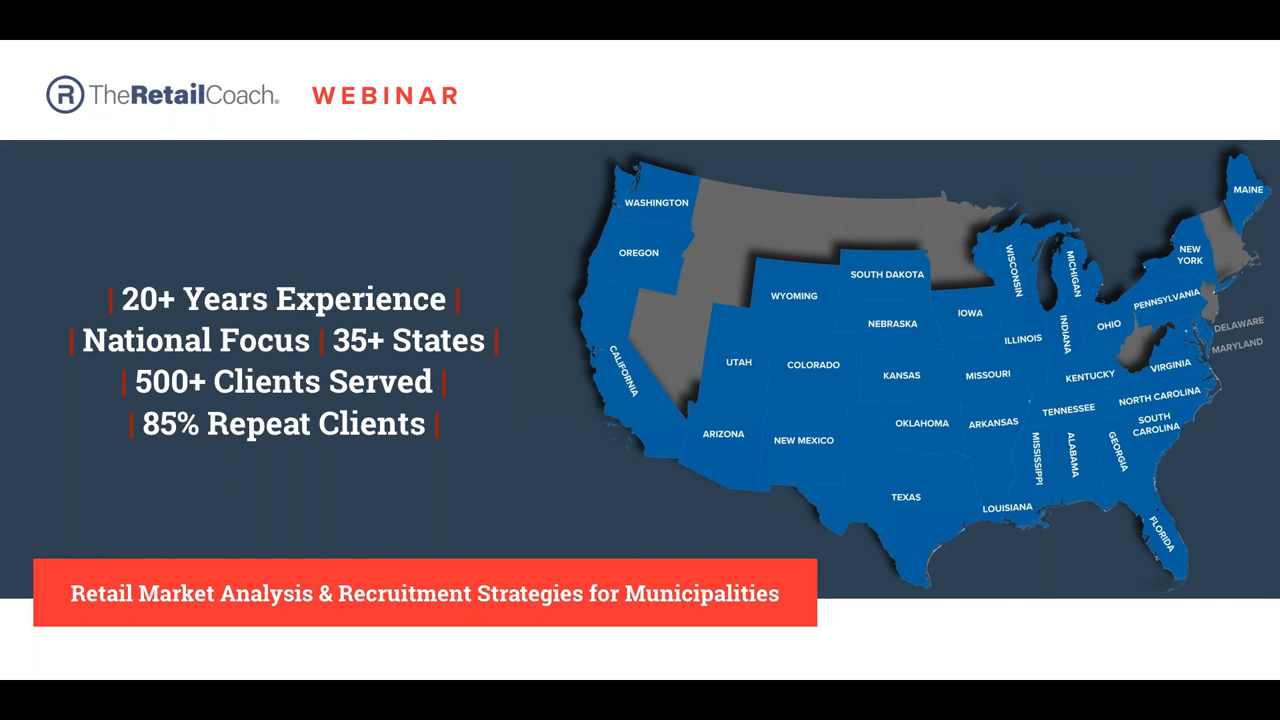 R TheRetailCoach®
WEBINAR
| 20+ Years Experience |
| National Focus | 35+ States |
| 500+ Clients Served |
| 85% Repeat Clients |
WASHINGTON
OREGON
CALIFORNIA
UTAH
ARIZONA
WYOMING
COLORADO
NEW MEXICO
SOUTH DAKOTA
NEBRASKA
KANSAS
OKLAHOMA
TEXAS
IOWA
MISSOURI
ARKANSAS
LOUISIANA
WISCONSIN
ILLINOIS
MICHIGAN
INDIANA
OHIO
KENTUCKY
TENNESSEE
MISSISSIPPI
ALABAMA
GEORGIA
FLORIDA
SOUTH
CAROLINA
NORTH CAROLINA
VIRGINIA
PENNSYLVANIA
NEW
YORK
MAINE
DELAWARE
MARYLAND
Retail Market Analysis & Recruitment Strategies for Municipalities